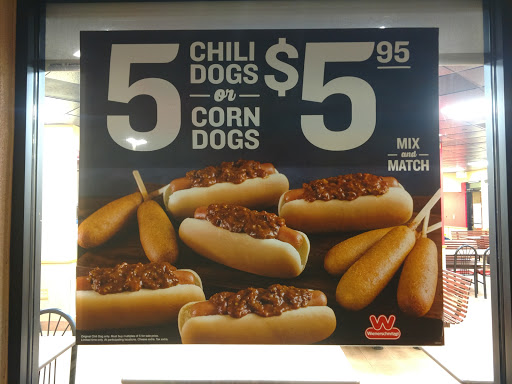 5 CHILI DOGS or CORN DOGS $5 95
MIX
and
MATCH
W
Wienerschnitzel